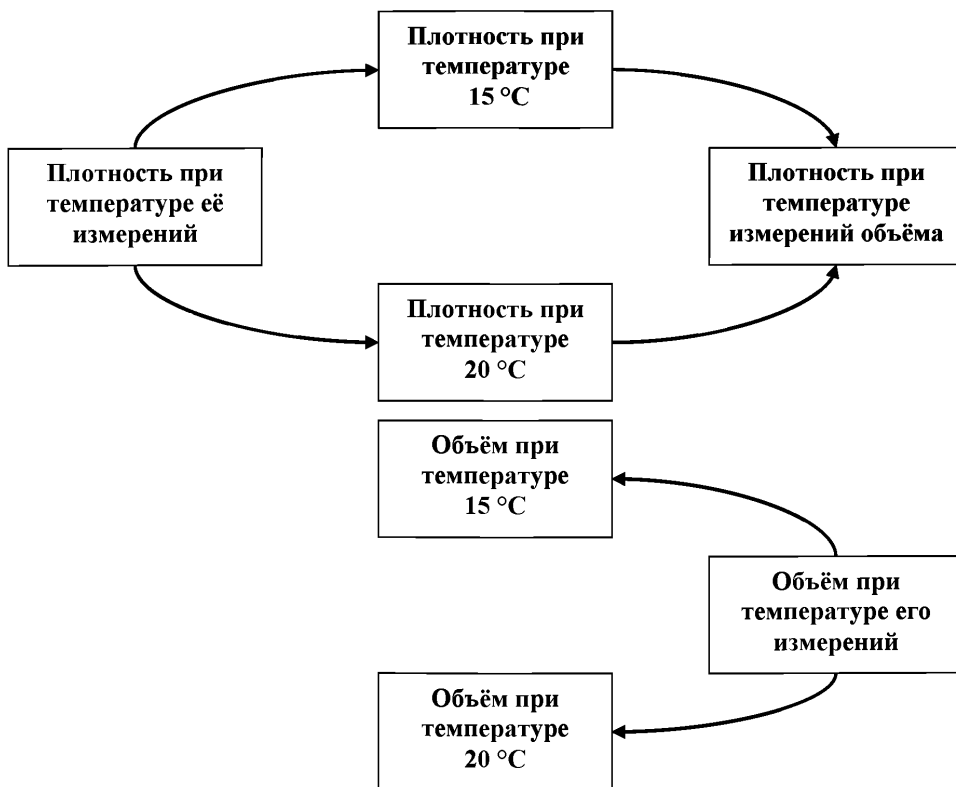 Плотность при
температуре
15 °C
Плотность при
температуре её
измерений
Плотность при
температуре
измерений объёма
Плотность при
температуре
20 °C
Объём при
температуре
15 °C
Объём при
температуре его
измерений
Объём при
температуре
20 °C